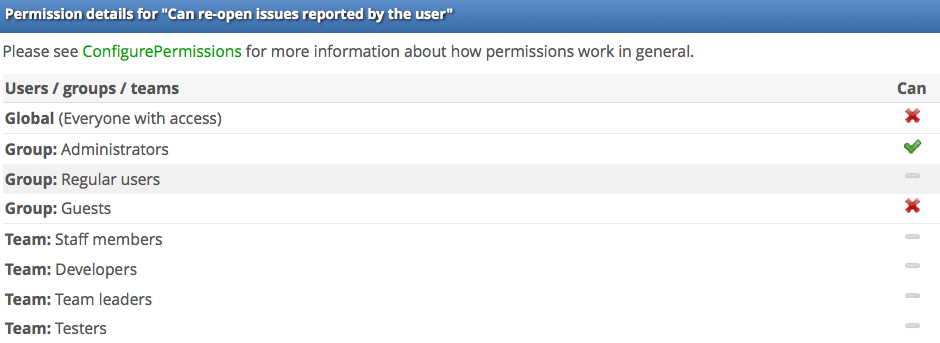 Permission details for "Can re-open issues reported by the user"
Please see ConfigurePermissions for more information about how permissions work in general.
Users / groups / teams Can
Global (Everyone with access)
Group: Administrators
Group: Regular users
Group: Guests
Team: Staff members
Team: Developers
Team: Team leaders
Team: Testers